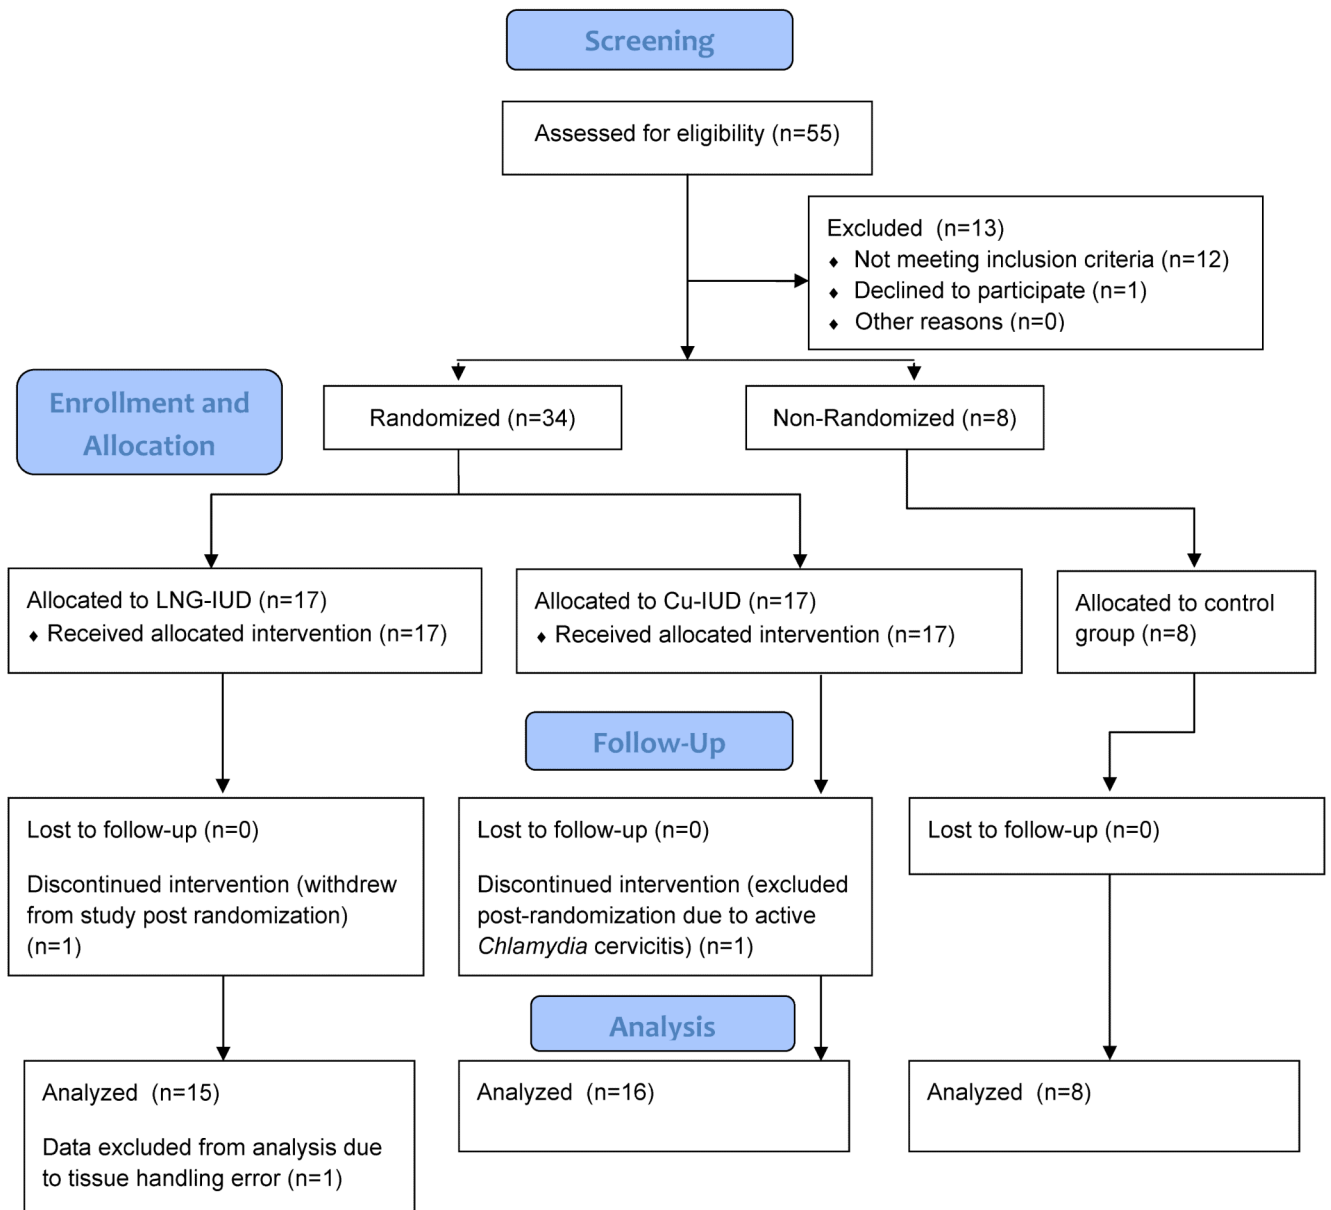 Screening
Assessed for eligibility (n=55)
Excluded (n=13)
♦ Not meeting inclusion criteria (n=12)
♦ Declined to participate (n=1)
♦ Other reasons (n=0)
Enrollment and
Allocation
Randomized (n=34)
Non-Randomized (n=8)
Allocated to LNG-IUD (n=17)
♦ Received allocated intervention (n=17)
Allocated to Cu-IUD (n=17)
♦ Received allocated intervention (n=17)
Allocated to control
group (n=8)
Follow-Up
Lost to follow-up (n=0)
Discontinued intervention (withdrew
from study post randomization)
(n=1)
Lost to follow-up (n=0)
Discontinued intervention (excluded
post-randomization due to active
Chlamydia cervicitis) (n=1)
Lost to follow-up (n=0)
Analysis
Analyzed (n=15)
Data excluded from analysis due
to tissue handling error (n=1)
Analyzed (n=16)
Analyzed (n=8)